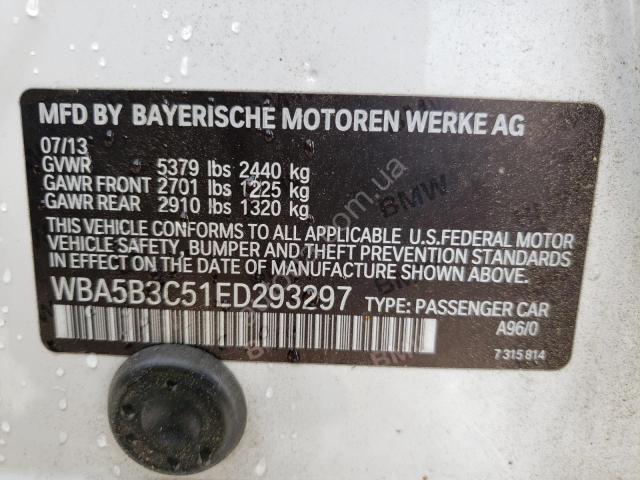 MFD BY BAYERISCHE MOTOREN WERKE AG
07/13
GVWR 5379 lbs 2440 kg
GAWR FRONT 2701 lbs 1225 kg
GAWR REAR 2910 lbs 1320 kg
THIS VEHICLE CONFORMS TO ALL APPLICABLE U.S.FEDERAL MOTOR
VEHICLE SAFETY, BUMPER AND THEFT PREVENTION STANDARDS
IN EFFECT ON THE DATE OF MANUFACTURE SHOWN ABOVE.
WBA5B3C51ED293297 TYPE: PASSENGER CAR
A96/0
7 315 814